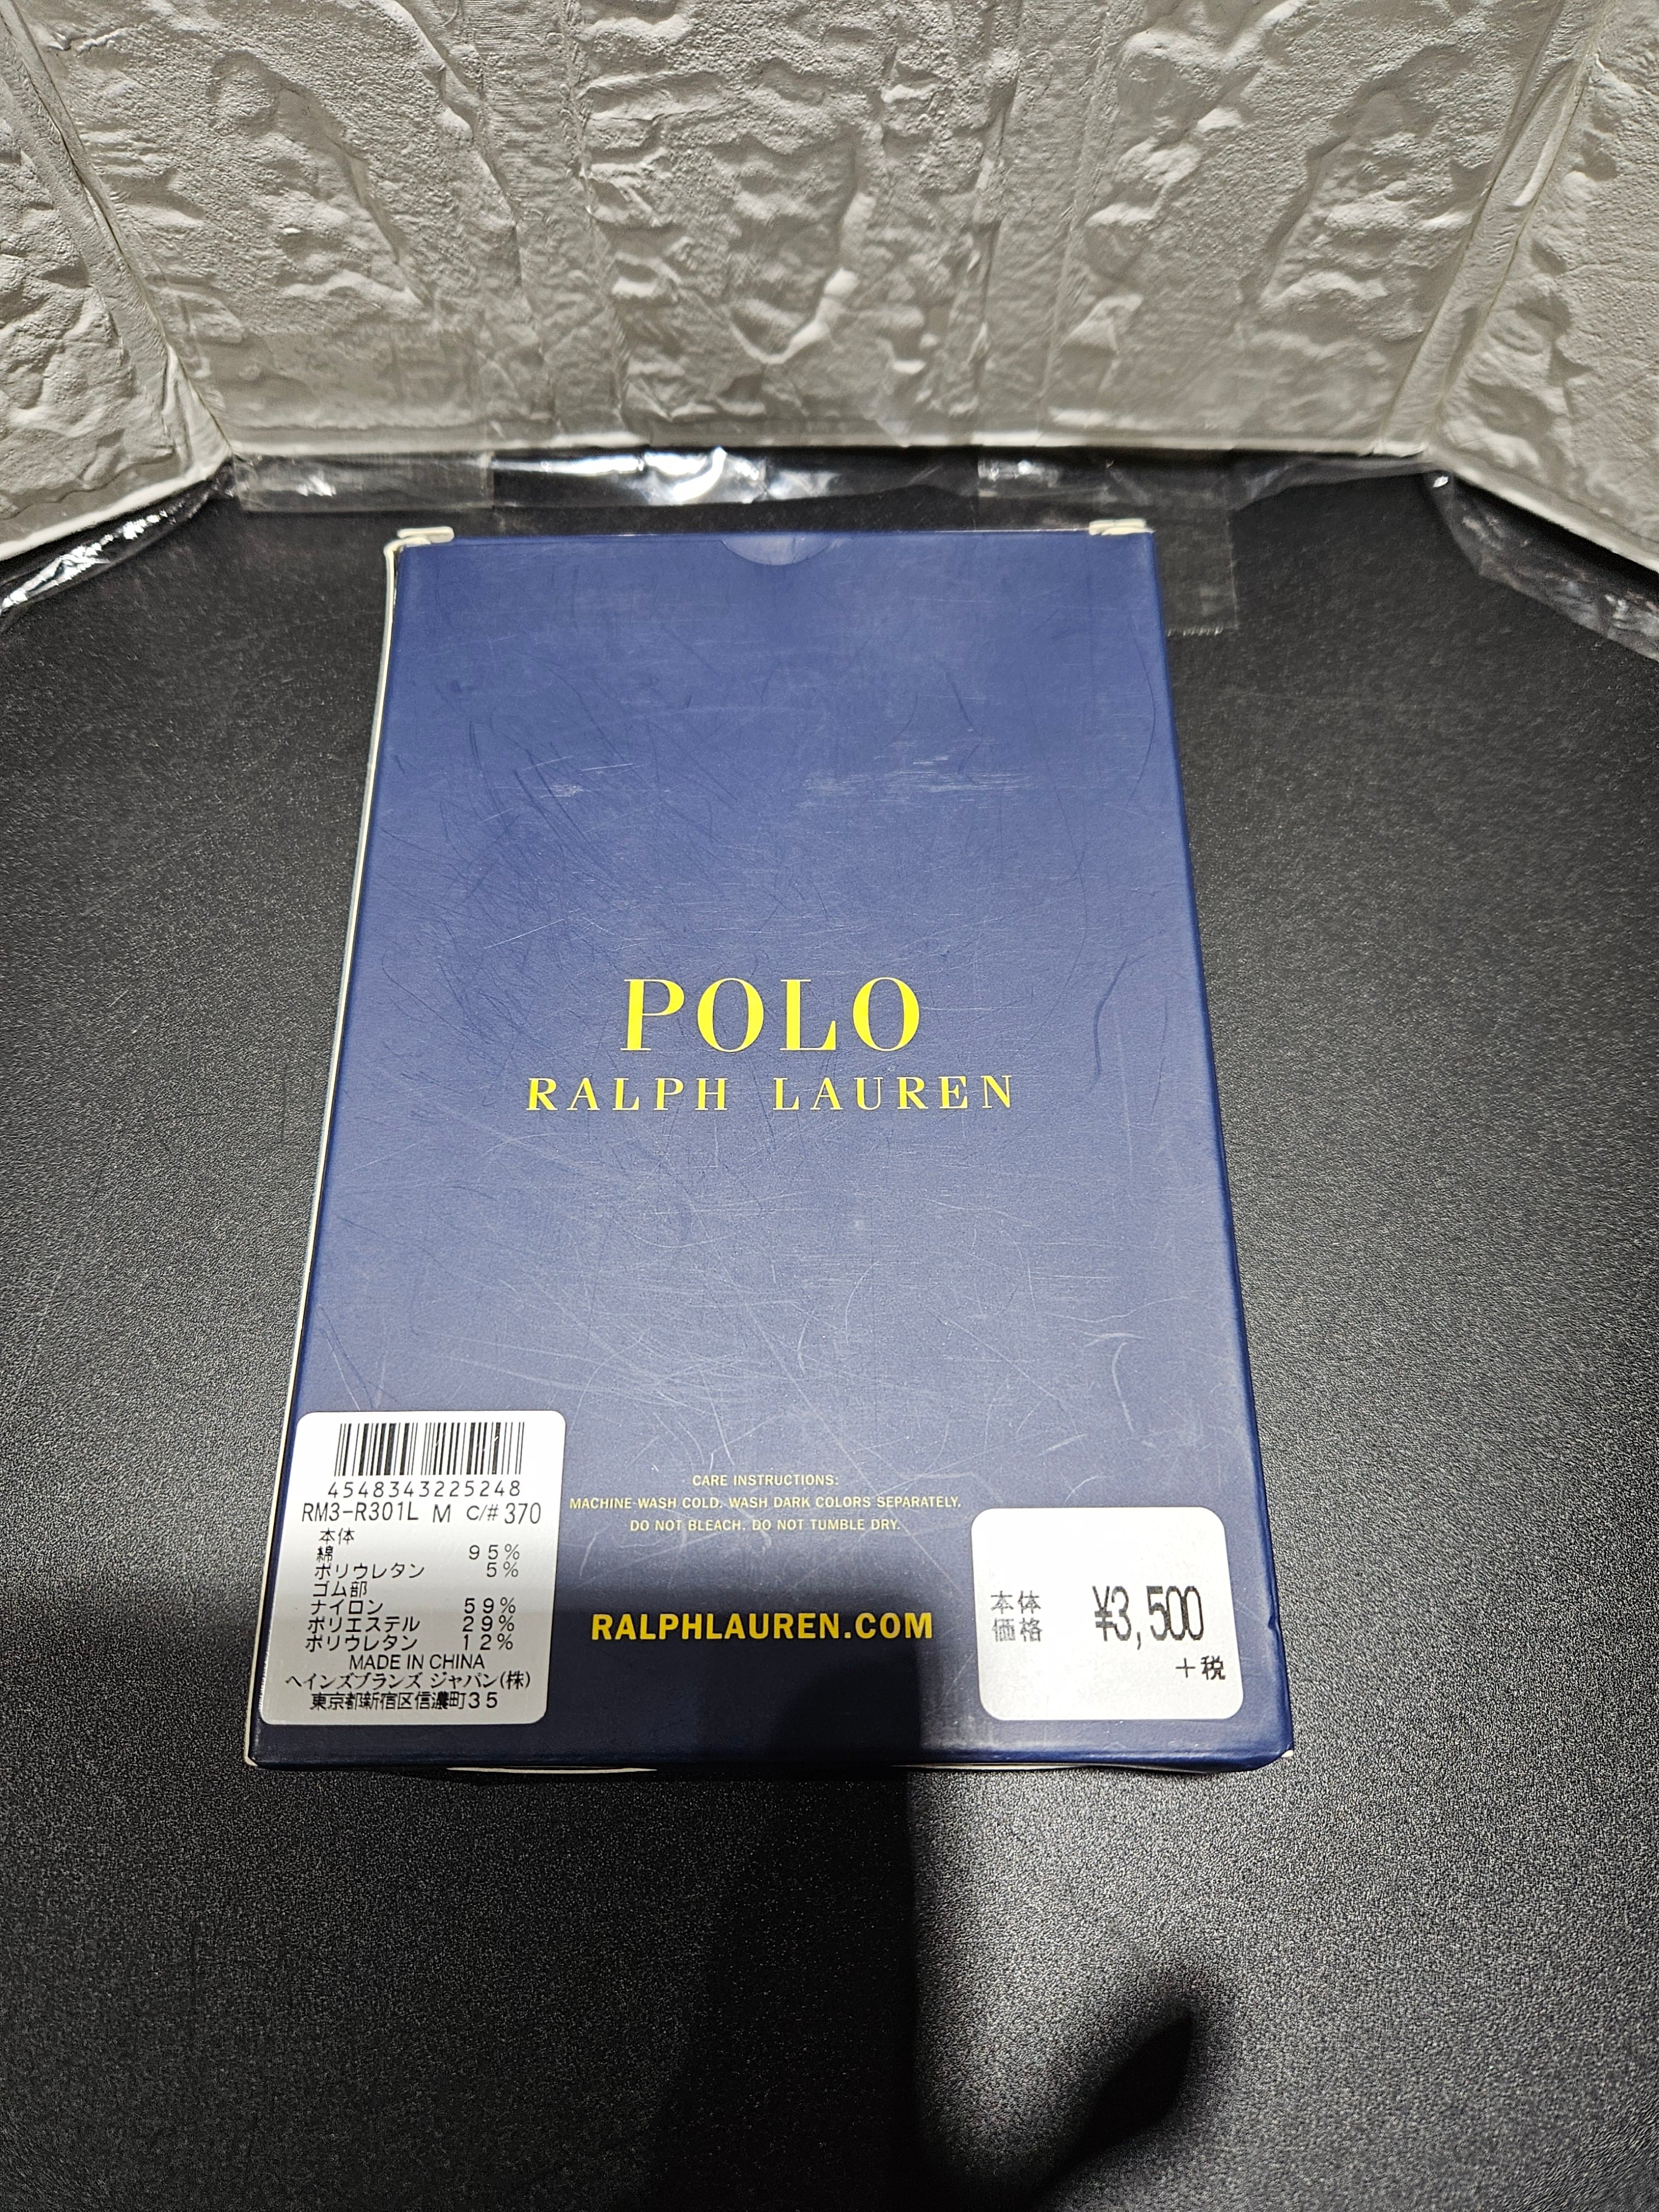 POLO
RALPH LAUREN
4548343225248
RM3-R301L M C/# 370
本体
綿 95%
ポリウレタン 5%
ゴム部
ナイロン 59%
ポリエステル 29%
ポリウレタン 12%
MADE IN CHINA
ヘインズブランズ ジャパン(株)
東京都新宿区信濃町35
CARE INSTRUCTIONS:
MACHINE-WASH COLD. WASH DARK COLORS SEPARATELY.
DO NOT BLEACH. DO NOT TUMBLE DRY.
RALPHLAUREN.COM
本体
価格 ¥3,500
+税